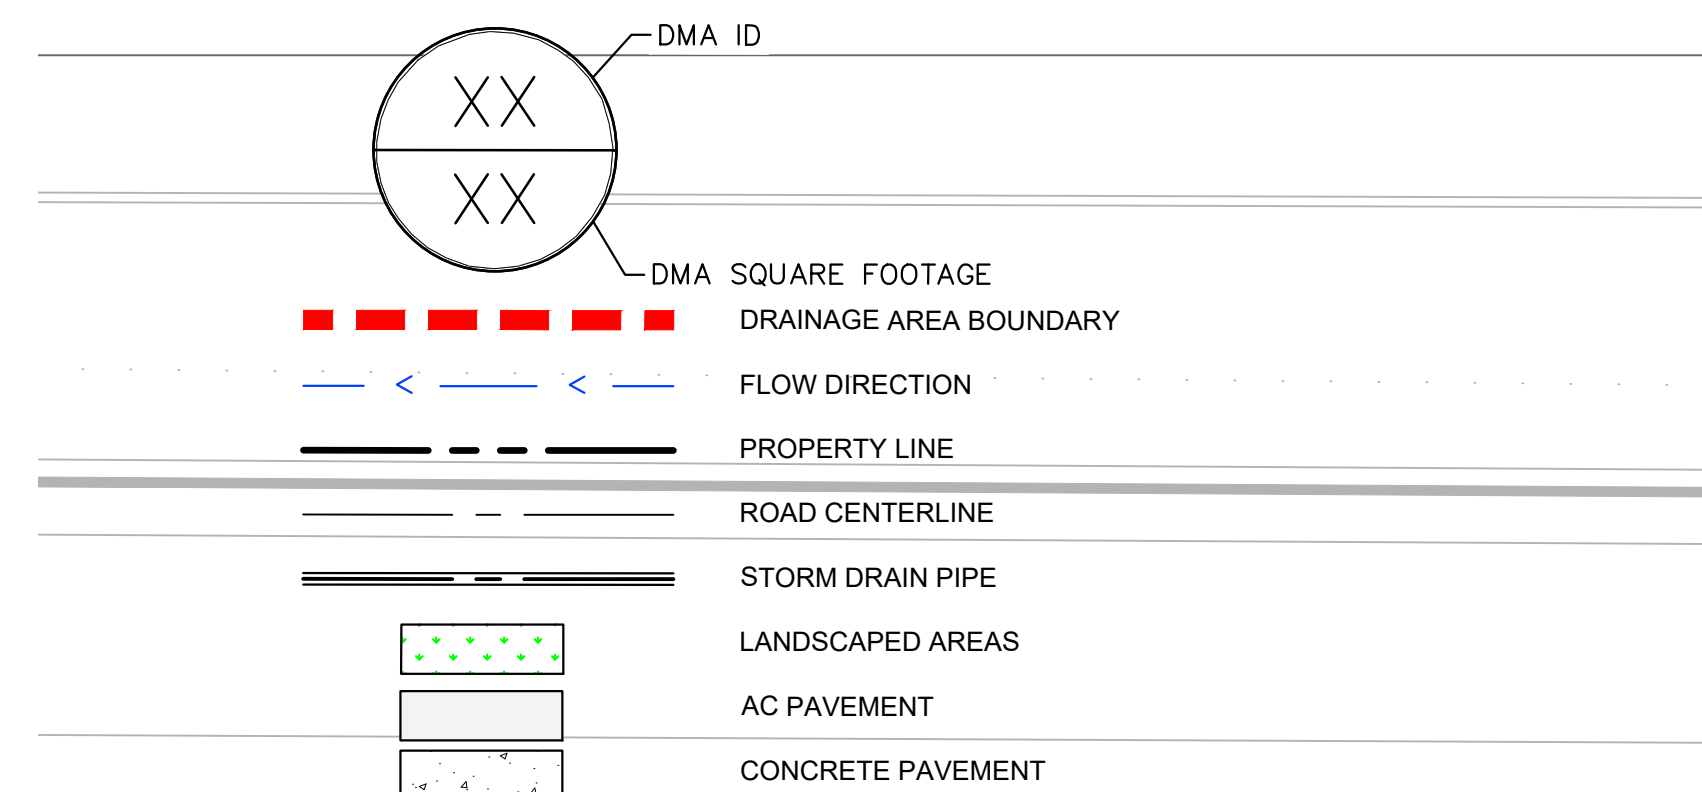 DMA ID
XX
XX
DMA SQUARE FOOTAGE
DRAINAGE AREA BOUNDARY
FLOW DIRECTION
PROPERTY LINE
ROAD CENTERLINE
STORM DRAIN PIPE
LANDSCAPED AREAS
AC PAVEMENT
CONCRETE PAVEMENT